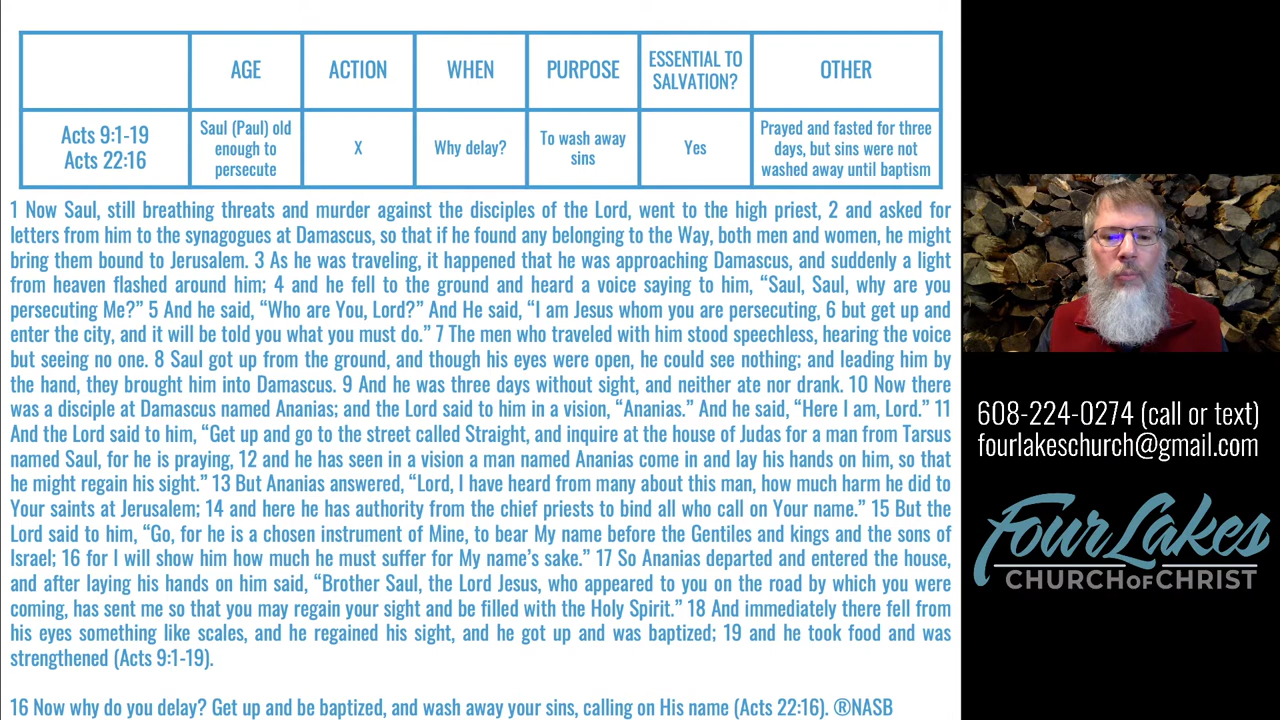 AGE
ACTION
WHEN
PURPOSE
ESSENTIAL TO
SALVATION?
OTHER
Acts 9:1-19
Acts 22:16
Saul (Paul) old
enough to
persecute
X
Why delay?
To wash away
sins
Yes
Prayed and fasted for three
days, but sins were not
washed away until baptism
1 Now Saul, still breathing threats and murder against the disciples of the Lord, went to the high priest, 2 and asked for
letters from him to the synagogues at Damascus, so that if he found any belonging to the Way, both men and women, he might
bring them bound to Jerusalem. 3 As he was traveling, it happened that he was approaching Damascus, and suddenly a light
from heaven flashed around him; 4 and he fell to the ground and heard a voice saying to him, “Saul, Saul, why are you
persecuting Me?” 5 And he said, “Who are You, Lord?” And He said, “I am Jesus whom you are persecuting, 6 but get up and
enter the city, and it will be told you what you must do.” 7 The men who traveled with him stood speechless, hearing the voice
but seeing no one. 8 Saul got up from the ground, and though his eyes were open, he could see nothing; and leading him by
the hand, they brought him into Damascus. 9 And he was three days without sight, and neither ate nor drank. 10 Now there
was a disciple at Damascus named Ananias; and the Lord said to him in a vision, “Ananias.” And he said, “Here I am, Lord.” 11
And the Lord said to him, “Get up and go to the street called Straight, and inquire at the house of Judas for a man from Tarsus
named Saul, for he is praying, 12 and he has seen in a vision a man named Ananias come in and lay his hands on him, so that
he might regain his sight.” 13 But Ananias answered, “Lord, I have heard from many about this man, how much harm he did to
Your saints at Jerusalem; 14 and here he has authority from the chief priests to bind all who call on Your name.” 15 But the
Lord said to him, “Go, for he is a chosen instrument of Mine, to bear My name before the Gentiles and kings and the sons of
Israel; 16 for I will show him how much he must suffer for My name’s sake.” 17 So Ananias departed and entered the house,
and after laying his hands on him said, “Brother Saul, the Lord Jesus, who appeared to you on the road by which you were
coming, has sent me so that you may regain your sight and be filled with the Holy Spirit.” 18 And immediately there fell from
his eyes something like scales, and he regained his sight, and he got up and was baptized; 19 and he took food and was
strengthened (Acts 9:1-19).
16 Now why do you delay? Get up and be baptized, and wash away your sins, calling on His name (Acts 22:16). ®NASB
608-224-0274 (call or text)
fourlakeschurch@gmail.com
Four Lakes
CHURCH OF CHRIST